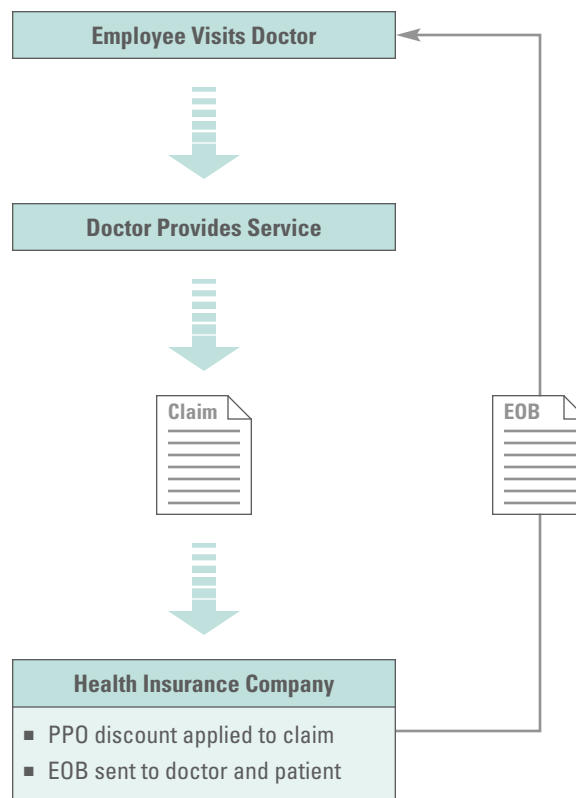 Employee Visits Doctor
Doctor Provides Service
Claim
EOB
Health Insurance Company
▪ PPO discount applied to claim
▪ EOB sent to doctor and patient